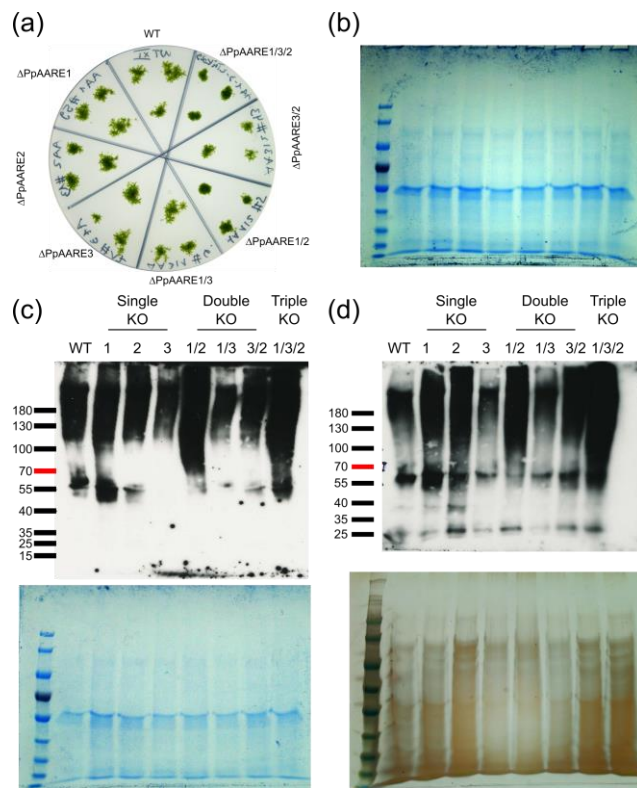 (a)
WT
ΔPpAARE1/3/2
ΔPpAARE1
ΔPpAARE3/2
ΔPpAARE2
ΔPpAARE3
ΔPpAARE1/2
ΔPpAARE1/3
(b)
(c)
Single KO
Double KO
Triple KO
WT 1 2 3 1/2 1/3 3/2 1/3/2
180
130
100
70
55
40
35
25
15
(d)
Single KO
Double KO
Triple KO
WT 1 2 3 1/2 1/3 3/2 1/3/2
180
130
100
70
55
40
35
25